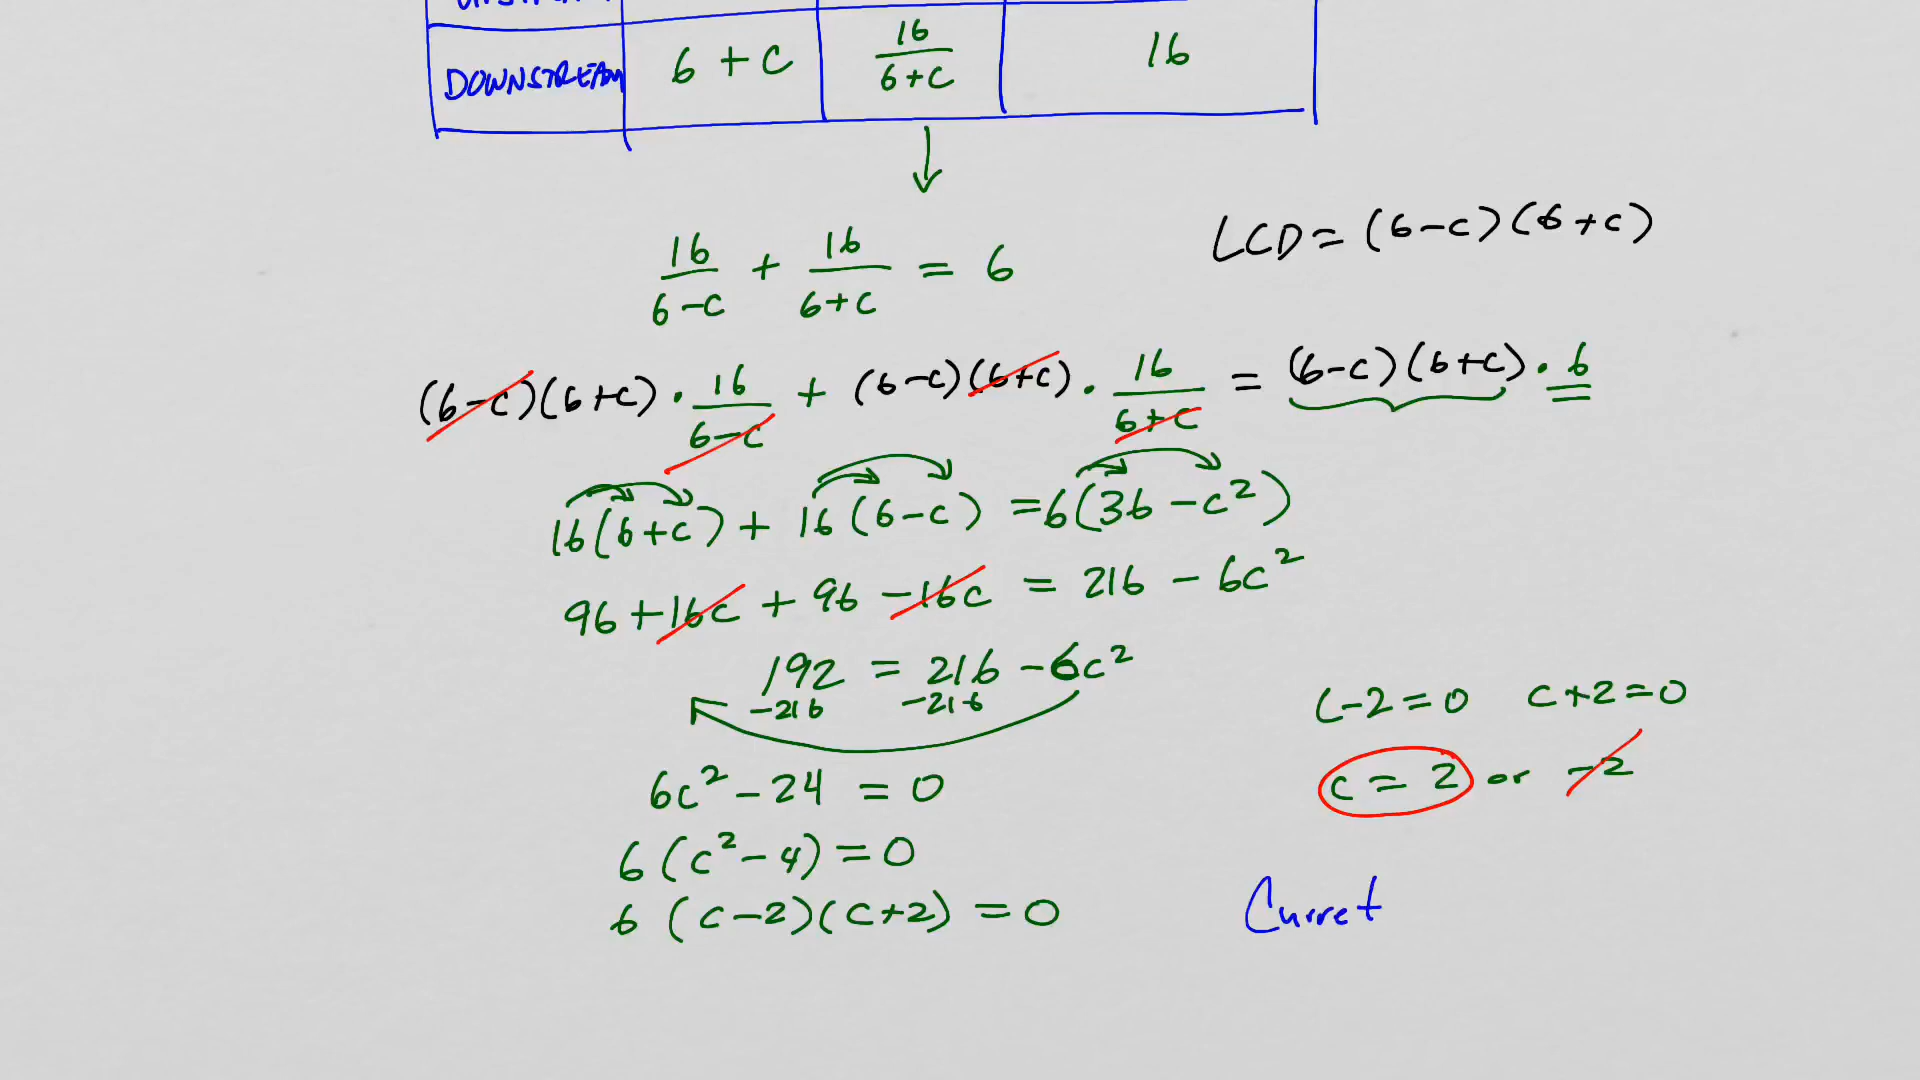 DOWNSTREAM 6 + C 16/(6+C) 16
LCD = (6-c)(6+c)
16/(6-C) + 16/(6+C) = 6
(6-c)(6+c) · 16/(6-C) + (6-c)(6+c) · 16/(6+C) = (6-c)(6+c) · 6
16(6+C) + 16(6-C) = 6(36 - C²)
96 + 16C + 96 - 16C = 216 - 6C²
192 = 216 - 6C²
-216 -216
6C² - 24 = 0
6(C² - 4) = 0
6(C-2)(C+2) = 0
C-2=0 C+2=0
C = 2 or -2
Curret